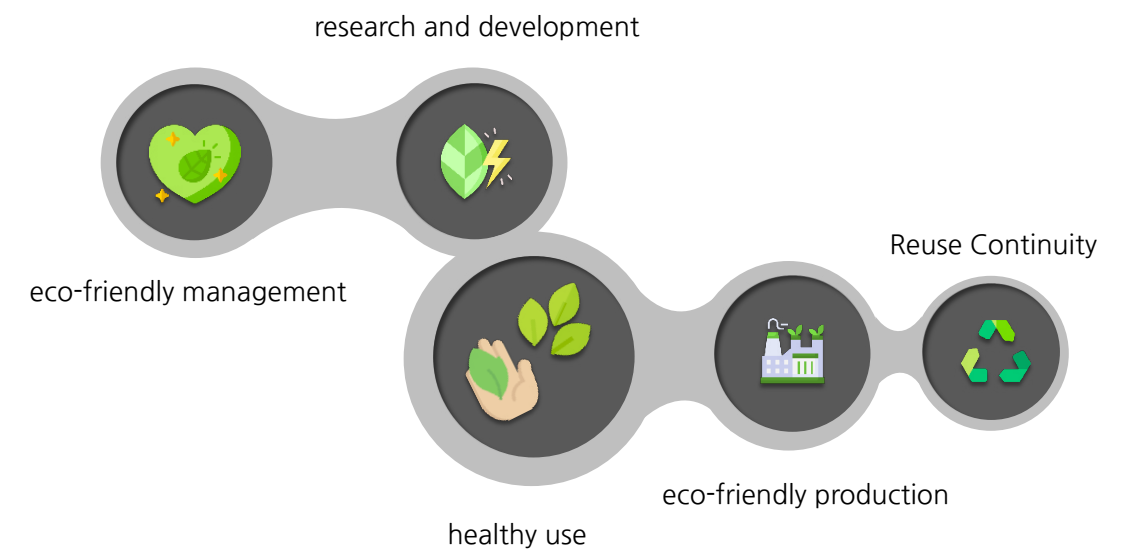 research and development
eco-friendly management
Reuse Continuity
healthy use
eco-friendly production